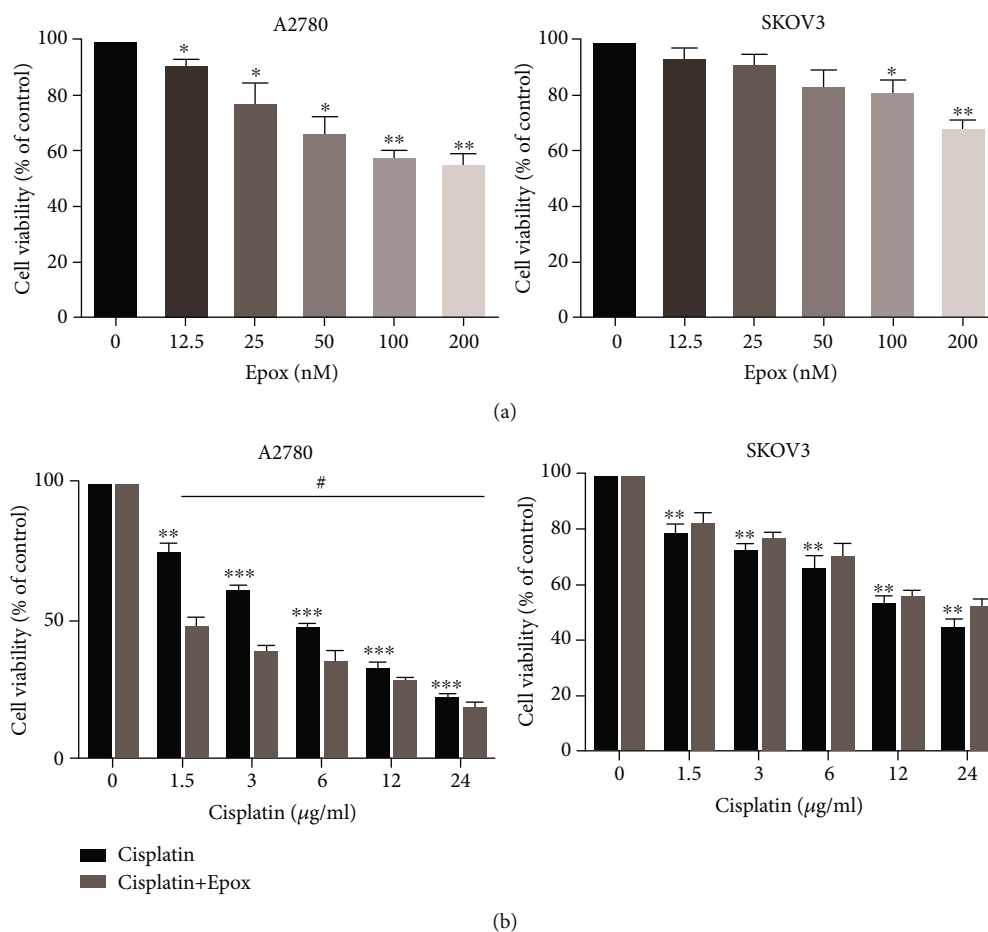 A2780
Cell viability (% of control)
100
80
60
40
20
0
* * * ** **
0 12.5 25 50 100 200
Epox (nM)
SKOV3
Cell viability (% of control)
100
80
60
40
20
0
* **
0 12.5 25 50 100 200
Epox (nM)
(a)
A2780
Cell viability (% of control)
100
50
0
#
** *** *** *** ***
0 1.5 3 6 12 24
Cisplatin (μg/ml)
Cisplatin
Cisplatin+Epox
SKOV3
Cell viability (% of control)
100
80
60
40
20
0
** ** ** ** **
0 1.5 3 6 12 24
Cisplatin (μg/ml)
(b)